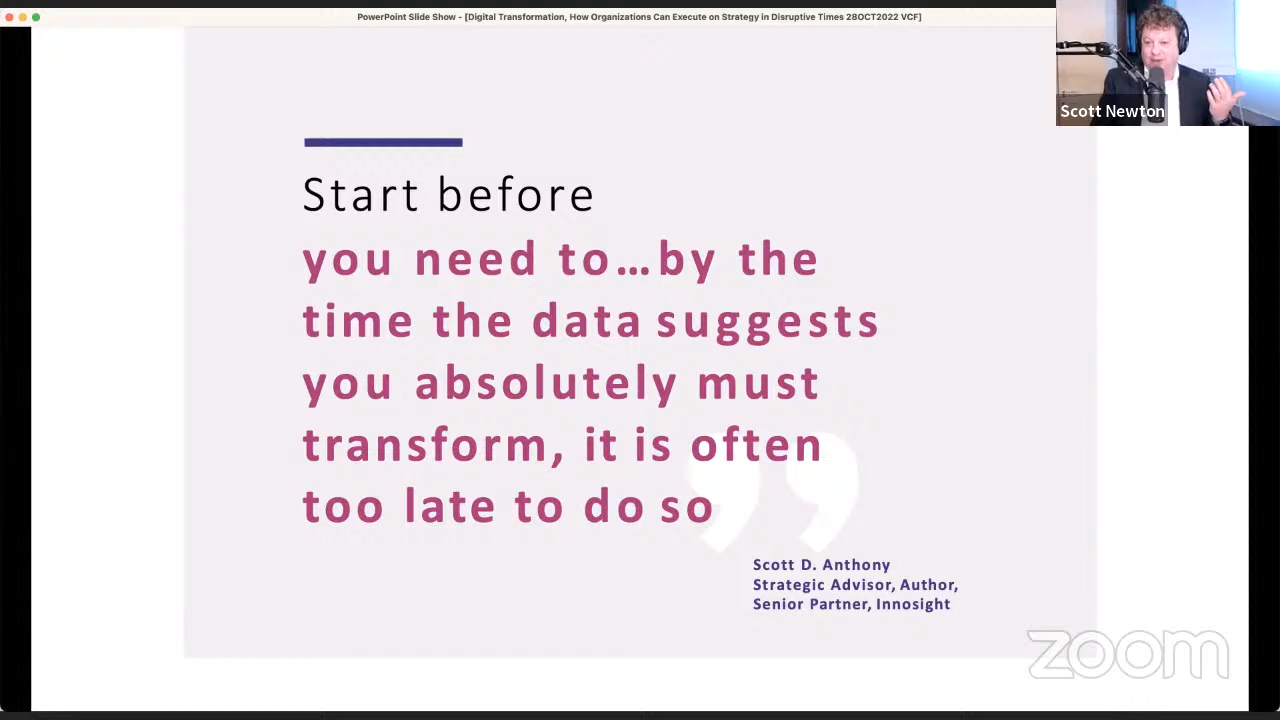 PowerPoint Slide Show - [Digital Transformation, How Organizations Can Execute on Strategy in Disruptive Times 28OCT2022 VCF]
Scott Newton
Start before
you need to...by the
time the data suggests
you absolutely must
transform, it is often
too late to do so
”
Scott D. Anthony
Strategic Advisor, Author,
Senior Partner, Innosight
zoom